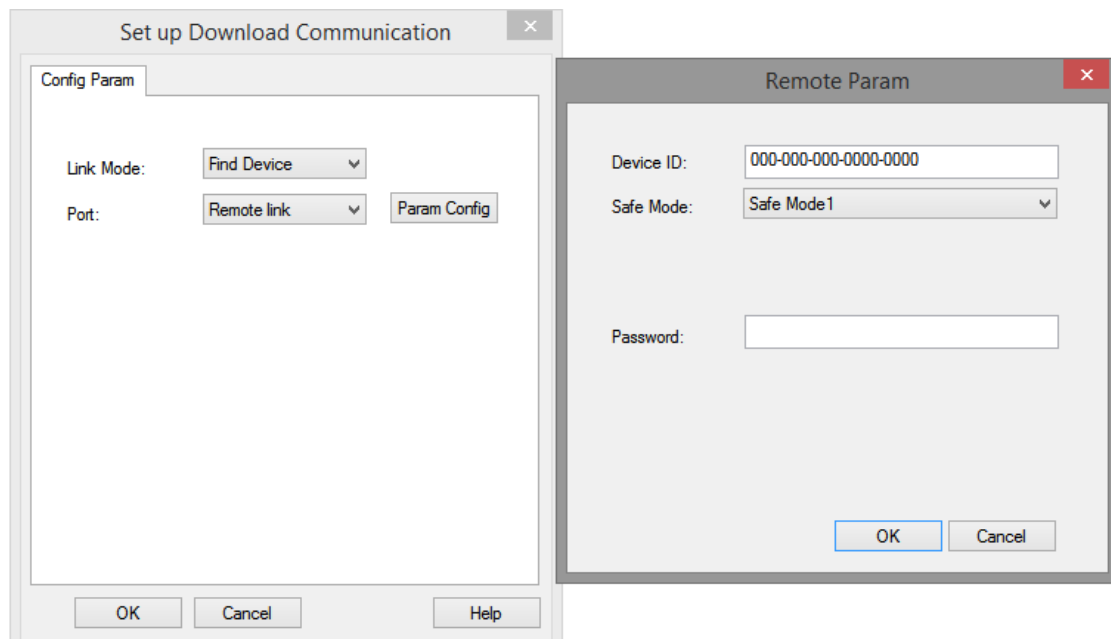 Set up Download Communication
Config Param
Link Mode: Find Device
Port: Remote link Param Config
OK Cancel Help
Remote Param
Device ID: 000-000-000-0000-0000
Safe Mode: Safe Mode1
Password:
OK Cancel